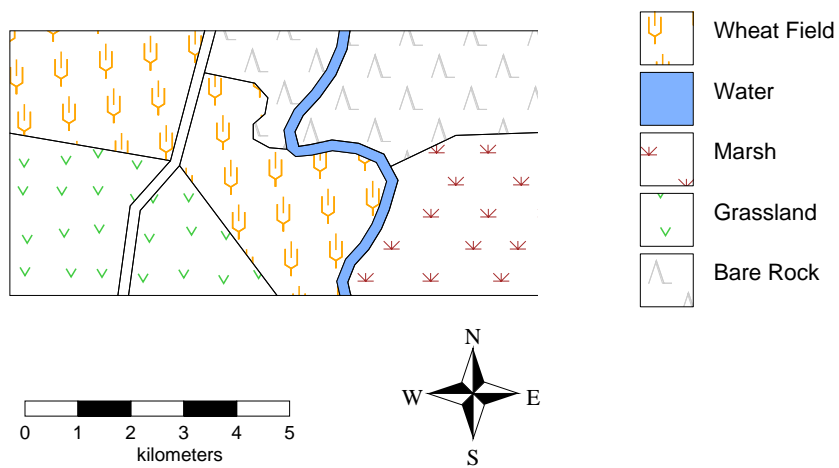 Wheat Field
Water
Marsh
Grassland
Bare Rock
N
W E
S
0 1 2 3 4 5
kilometers